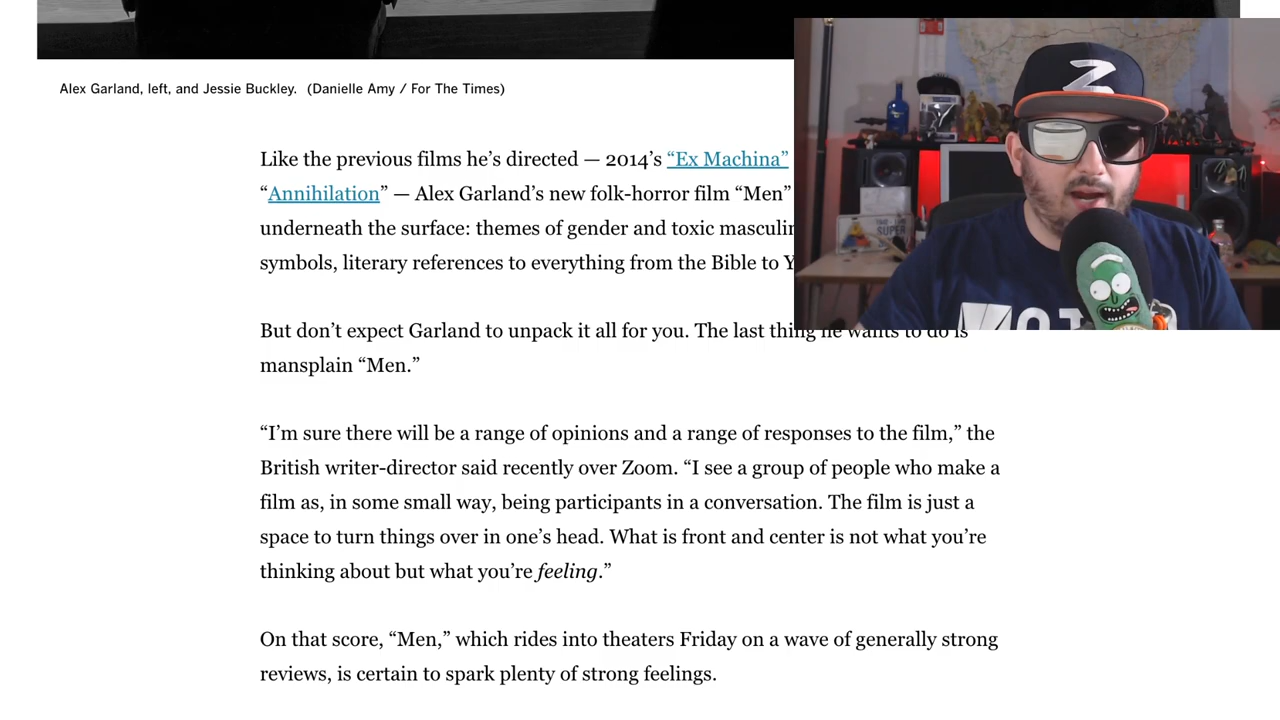 Alex Garland, left, and Jessie Buckley.  (Danielle Amy / For The Times)
Like the previous films he’s directed — 2014’s “Ex Machina”
“Annihilation” — Alex Garland’s new folk-horror film “Men”
underneath the surface: themes of gender and toxic
symbols, literary references to everything from the Bible to
But don’t expect Garland to unpack it all for you. The last thing he wants to do is
mansplain “Men.”
“I’m sure there will be a range of opinions and a range of responses to the film,” the
British writer-director said recently over Zoom. “I see a group of people who make a
film as, in some small way, being participants in a conversation. The film is just a
space to turn things over in one’s head. What is front and center is not what you’re
thinking about but what you’re feeling.”
On that score, “Men,” which rides into theaters Friday on a wave of generally strong
reviews, is certain to spark plenty of strong feelings.
SUPER